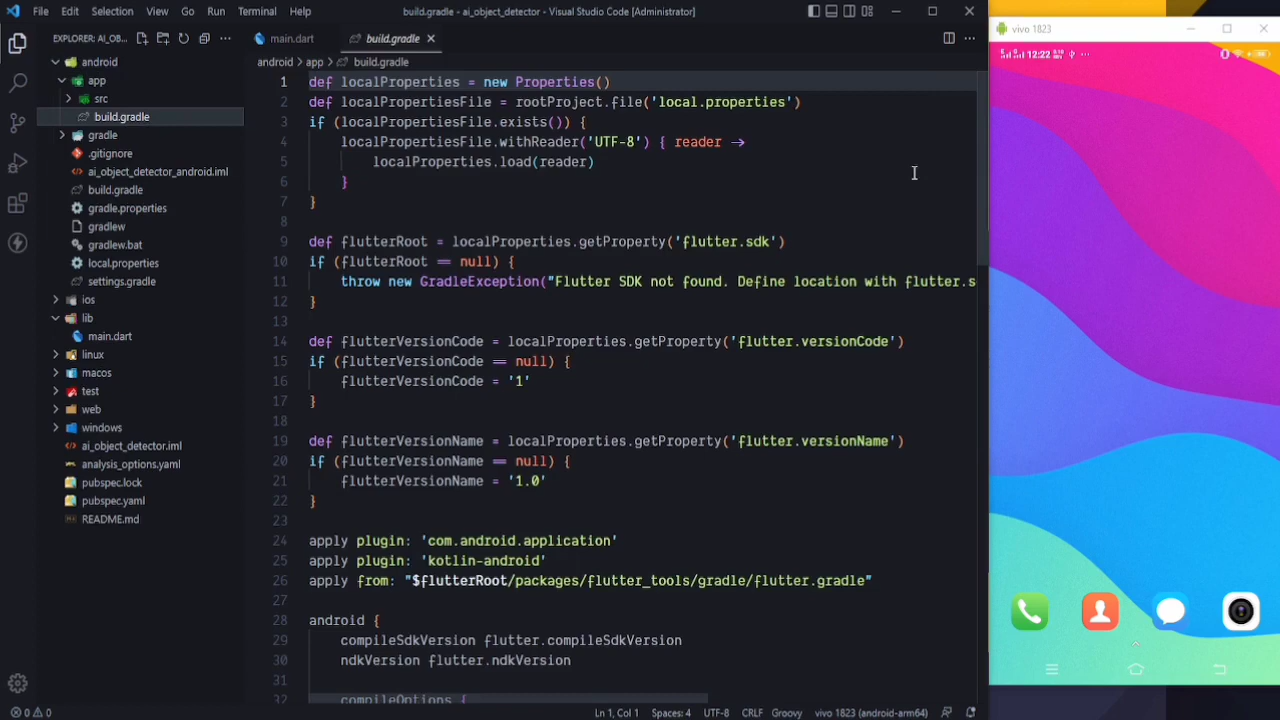 File Edit Selection View Go Run Terminal Help
build.gradle - ai_object_detector - Visual Studio Code [Administrator]
EXPLORER: AI_OB...
android
app
src
build.gradle
gradle
.gitignore
ai_object_detector_android.iml
build.gradle
gradle.properties
gradlew
gradlew.bat
local.properties
settings.gradle
ios
lib
main.dart
linux
macos
test
web
windows
ai_object_detector.iml
analysis_options.yaml
pubspec.lock
pubspec.yaml
README.md
main.dart
build.gradle
android > app > build.gradle
1 def localProperties = new Properties()
2 def localPropertiesFile = rootProject.file('local.properties')
3 if (localPropertiesFile.exists()) {
4 localPropertiesFile.withReader('UTF-8') { reader ->
5 localProperties.load(reader)
6 }
7 }
8
9 def flutterRoot = localProperties.getProperty('flutter.sdk')
10 if (flutterRoot == null) {
11 throw new GradleException("Flutter SDK not found. Define location with flutter.s
12 }
13
14 def flutterVersionCode = localProperties.getProperty('flutter.versionCode')
15 if (flutterVersionCode == null) {
16 flutterVersionCode = '1'
17 }
18
19 def flutterVersionName = localProperties.getProperty('flutter.versionName')
20 if (flutterVersionName == null) {
21 flutterVersionName = '1.0'
22 }
23
24 apply plugin: 'com.android.application'
25 apply plugin: 'kotlin-android'
26 apply from: "$flutterRoot/packages/flutter_tools/gradle/flutter.gradle"
27
28 android {
29 compileSdkVersion flutter.compileSdkVersion
30 ndkVersion flutter.ndkVersion
31
32 compileOptions {
0 0
Ln 1, Col 1 Spaces: 4 UTF-8 CRLF Groovy vivo 1823 (android-arm64)
vivo 1823
12:22